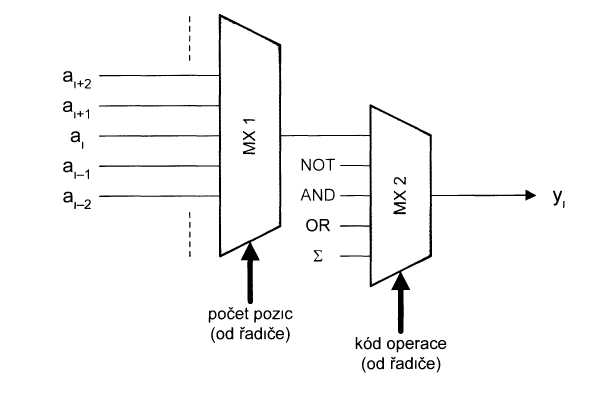 a_{i+2}
a_{i+1}
a_i
a_{i–1}
a_{i–2}
MX 1
NOT
AND
OR
Σ
MX 2
y_i
počet pozic
(od řadiče)
kód operace
(od řadiče)